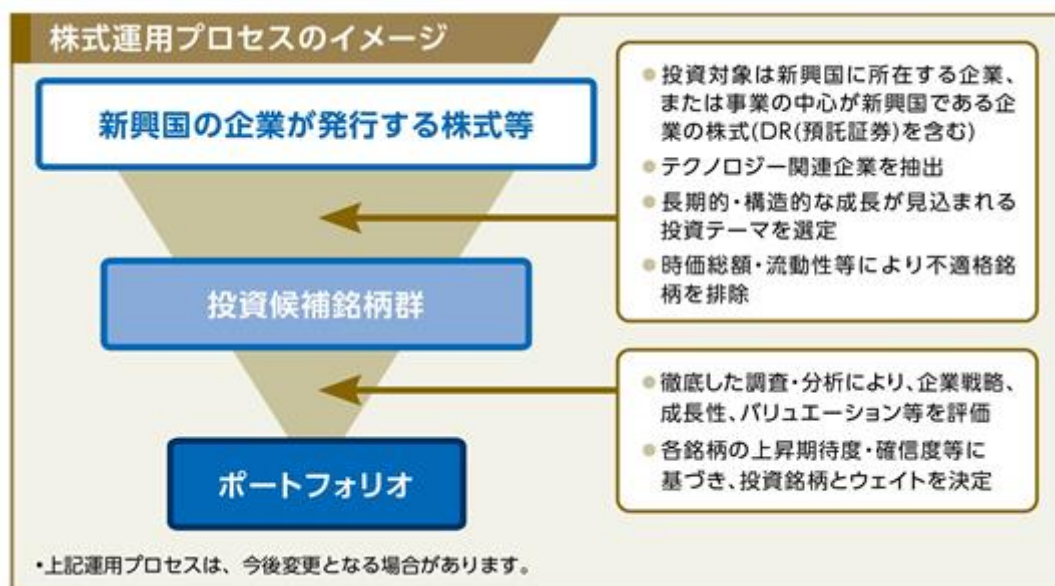 株式運用プロセスのイメージ
新興国の企業が発行する株式等
●投資対象は新興国に所在する企業、
または事業の中心が新興国である企
業の株式(DR(預託証券)を含む)
●テクノロジー関連企業を抽出
●長期的・構造的な成長が見込まれる
投資テーマを選定
●時価総額・流動性等により不適格銘
柄を排除
投資候補銘柄群
●徹底した調査・分析により、企業戦略、
成長性、バリュエーション等を評価
●各銘柄の上昇期待度・確信度等に
基づき、投資銘柄とウェイトを決定
ポートフォリオ
・上記運用プロセスは、今後変更となる場合があります。